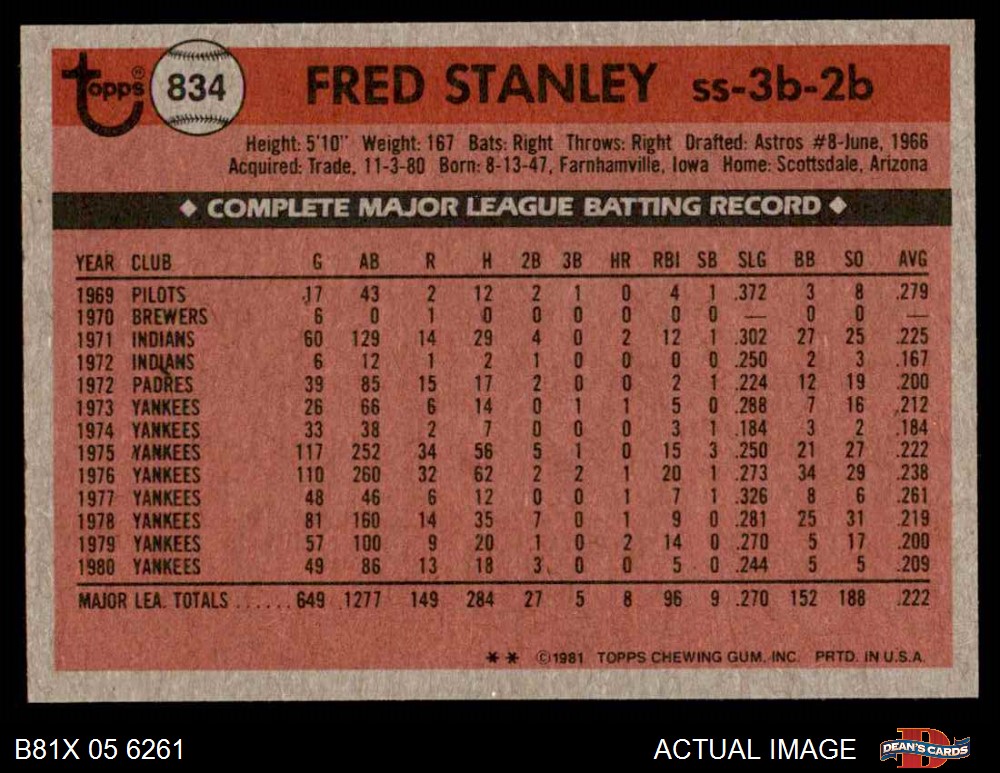 topps® 834 FRED STANLEY ss-3b-2b
Height: 5'10" Weight: 167 Bats: Right Throws: Right Drafted: Astros #8-June, 1966
Acquired: Trade, 11-3-80 Born: 8-13-47, Farnhamville, Iowa Home: Scottsdale, Arizona
◆ COMPLETE MAJOR LEAGUE BATTING RECORD ◆
YEAR CLUB G AB R H 2B 3B HR RBI SB SLG BB SO AVG
1969 PILOTS 17 43 2 12 2 1 0 4 1 .372 3 8 .279
1970 BREWERS 6 0 1 0 0 0 0 0 0 — 0 0 —
1971 INDIANS 60 129 14 29 4 0 2 12 1 .302 27 25 .225
1972 INDIANS 6 12 1 2 1 0 0 0 0 .250 2 3 .167
1972 PADRES 39 85 15 17 2 0 0 2 1 .224 12 19 .200
1973 YANKEES 26 66 6 14 0 1 1 5 0 .288 7 16 .212
1974 YANKEES 33 38 2 7 0 0 0 3 1 .184 3 2 .184
1975 YANKEES 117 252 34 56 5 1 0 15 3 .250 21 27 .222
1976 YANKEES 110 260 32 62 2 2 1 20 1 .273 34 29 .238
1977 YANKEES 48 46 6 12 0 0 1 7 1 .326 8 6 .261
1978 YANKEES 81 160 14 35 7 0 1 9 0 .281 25 31 .219
1979 YANKEES 57 100 9 20 1 0 2 14 0 .270 5 17 .200
1980 YANKEES 49 86 13 18 3 0 0 5 0 .244 5 5 .209
MAJOR LEA. TOTALS ...... 649 1277 149 284 27 5 8 96 9 .270 152 188 .222
** ©1981 TOPPS CHEWING GUM, INC. PRTD. IN U.S.A.
B81X 05 6261 ACTUAL IMAGE D DEAN'S CARDS